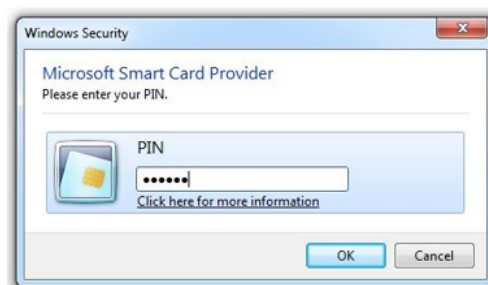 Windows Security
Microsoft Smart Card Provider
Please enter your PIN.
PIN
••••••
Click here for more information
OK
Cancel